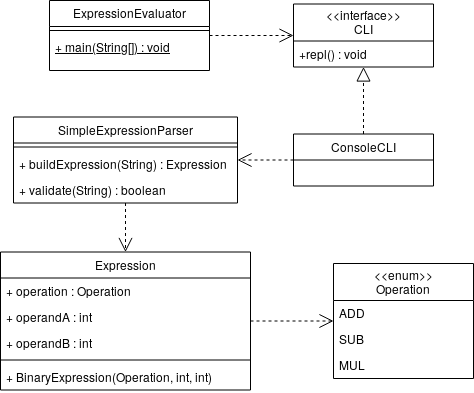 ExpressionEvaluator
+ main(String[]) : void
<<interface>>
CLI
+repl() : void
SimpleExpressionParser
+ buildExpression(String) : Expression
+ validate(String) : boolean
ConsoleCLI
Expression
+ operation : Operation
+ operandA : int
+ operandB : int
+ BinaryExpression(Operation, int, int)
<<enum>>
Operation
ADD
SUB
MUL